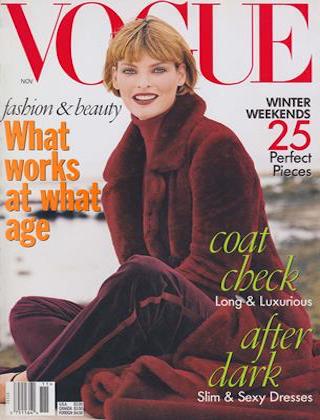 VOGUE
NOV
fashion & beauty
What
works
at what
age
WINTER
WEEKENDS
25
Perfect
Pieces
coat
check
Long & Luxurious
after
dark
Slim & Sexy Dresses